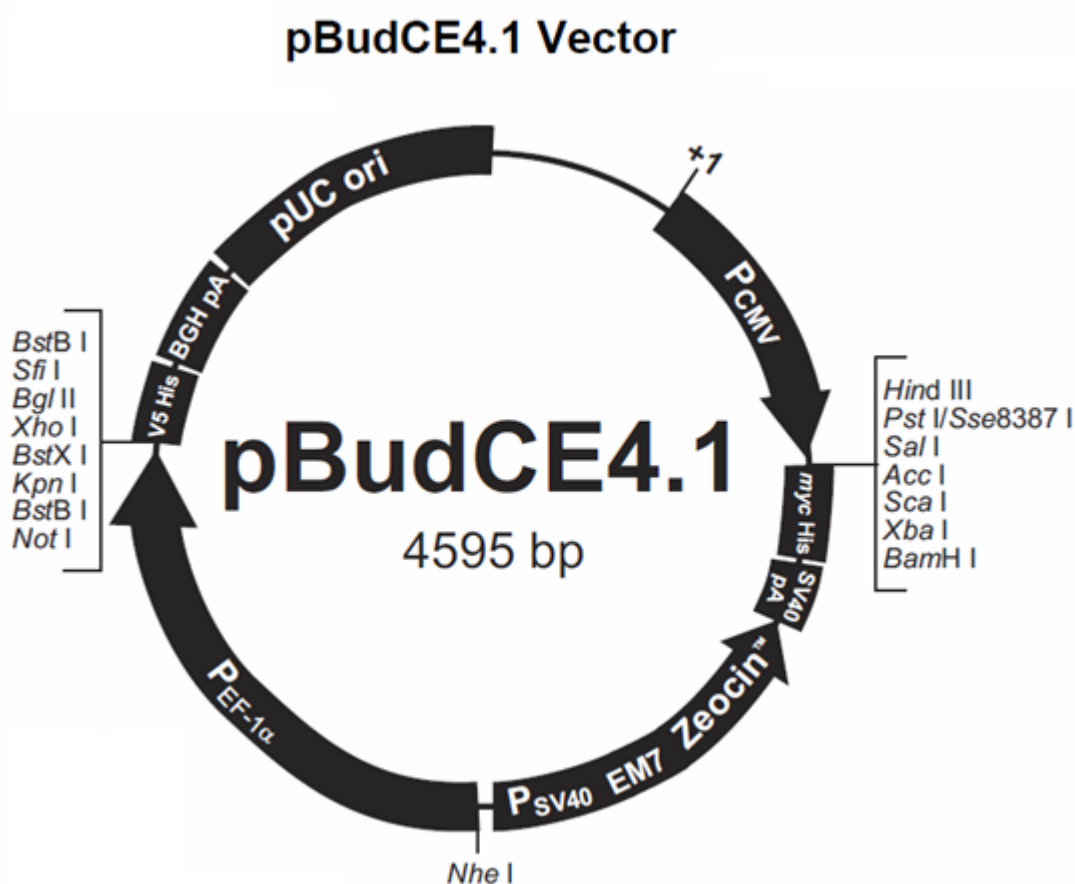 pBudCE4.1 Vector
+1
pUC ori
PCMV
BGH pA
V5 His
BstB I
Sfi I
Bgl II
Xho I
BstX I
Kpn I
BstB I
Not I
pBudCE4.1
4595 bp
Hind III
Pst I/Sse8387 I
Sal I
Acc I
Sca I
Xba I
BamH I
myc His
SV40
pA
PEF-1α
PSV40 EM7 Zeocin™
Nhe I